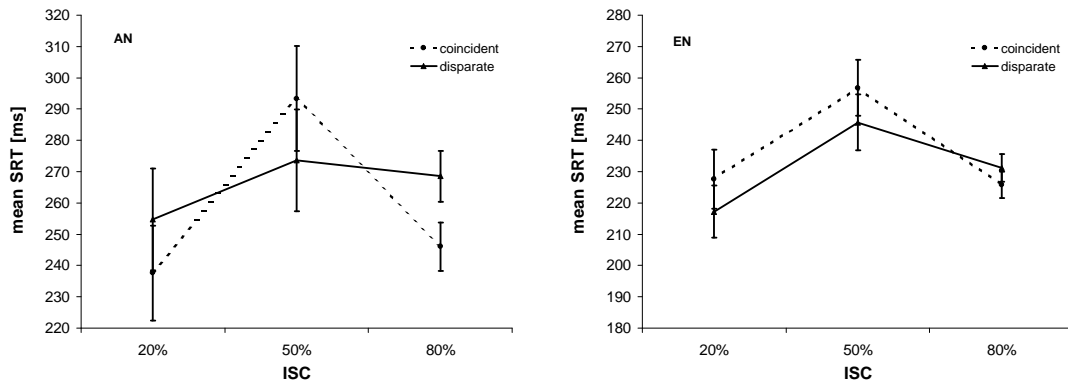 AN
coincident
disparate
mean SRT [ms]
320
310
300
290
280
270
260
250
240
230
220
20% 50% 80%
ISC
EN
coincident
disparate
mean SRT [ms]
280
270
260
250
240
230
220
210
200
190
180
20% 50% 80%
ISC